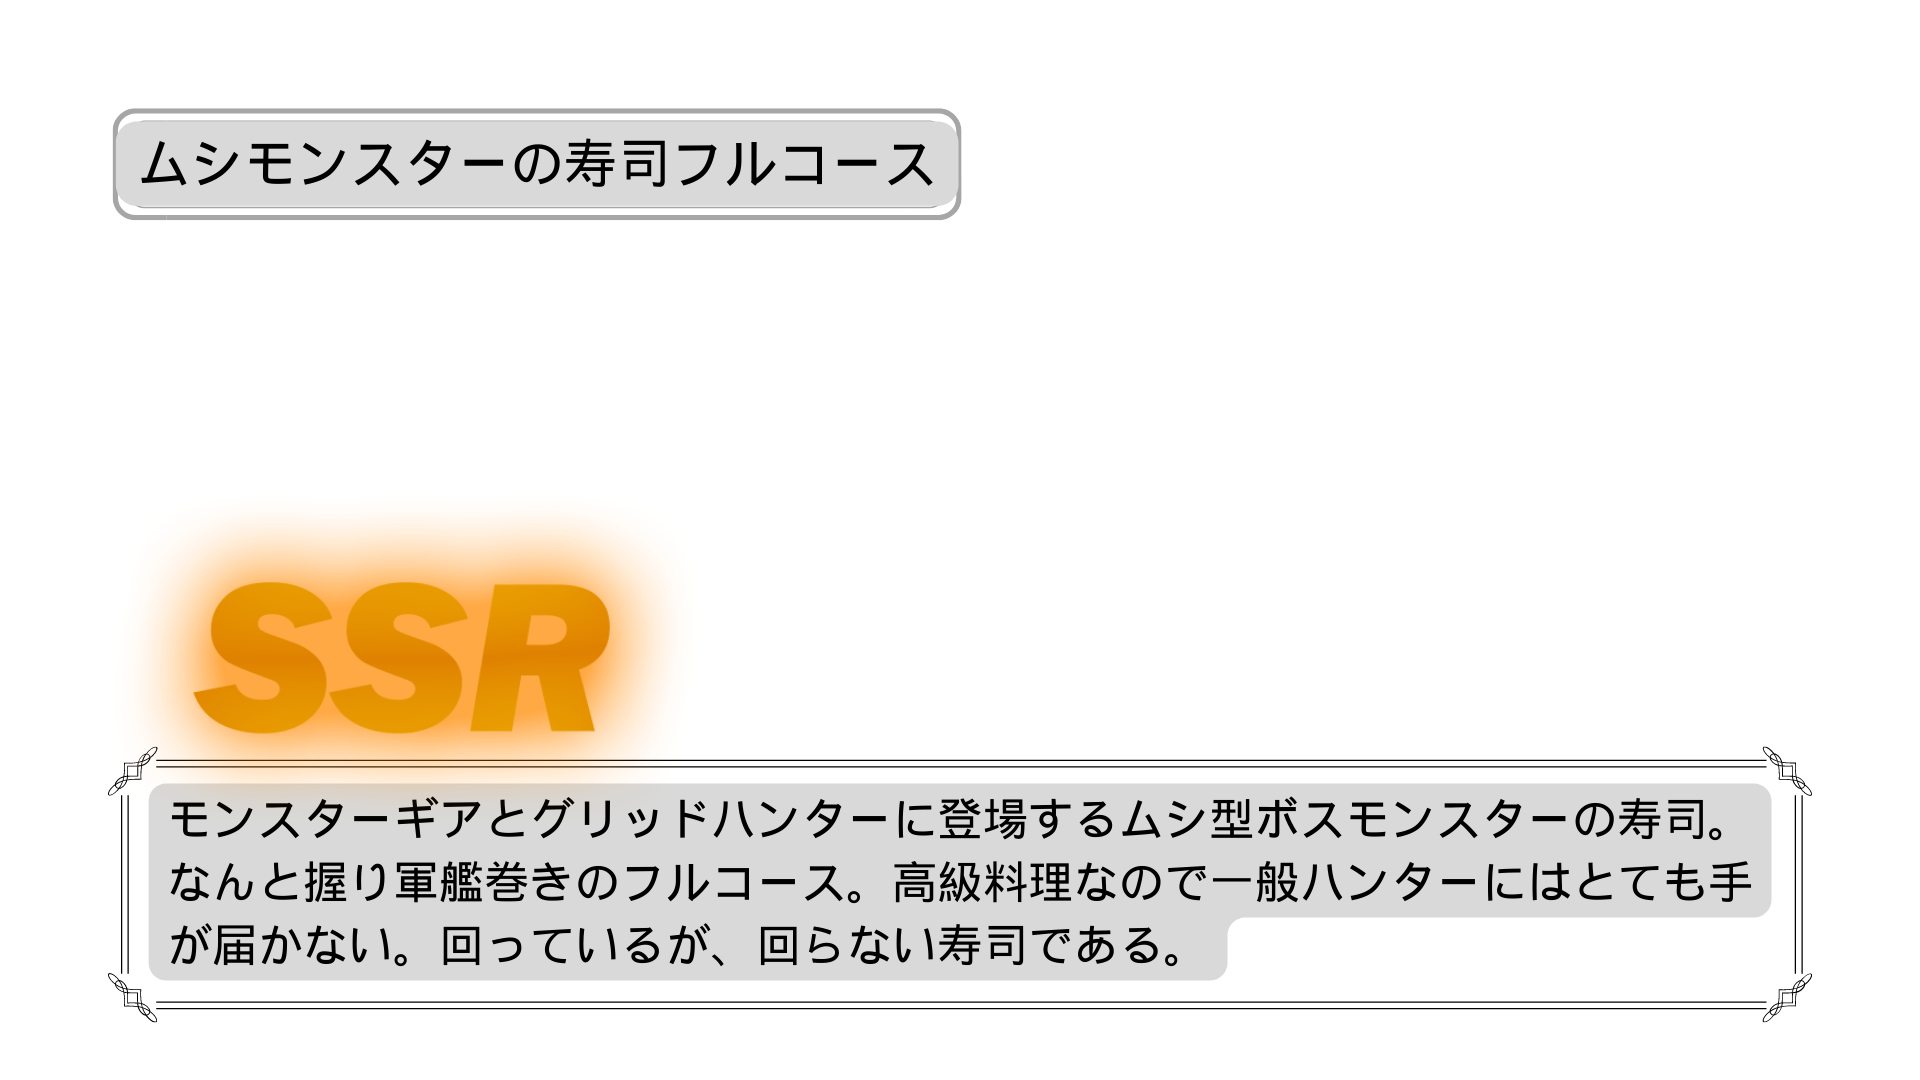 ムシモンスターの寿司フルコース
SSR
モンスターギアとグリッドハンターに登場するムシ型ボスモンスターの寿司。
なんと握り軍艦巻きのフルコース。高級料理なので一般ハンターにはとても手
が届かない。回っているが、回らない寿司である。